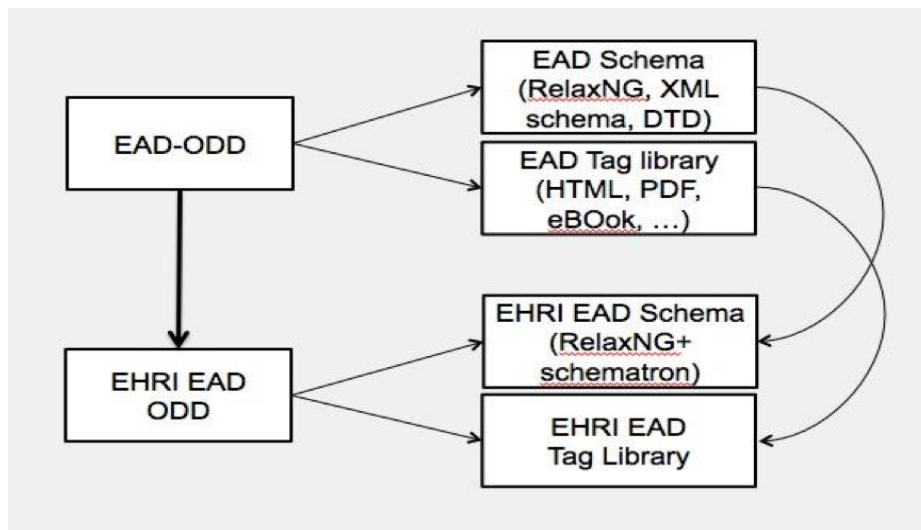 EAD-ODD
EAD Schema
(RelaxNG, XML
schema, DTD)
EAD Tag library
(HTML, PDF,
eBOok, …)
EHRI EAD
ODD
EHRI EAD Schema
(RelaxNG+
schematron)
EHRI EAD
Tag Library